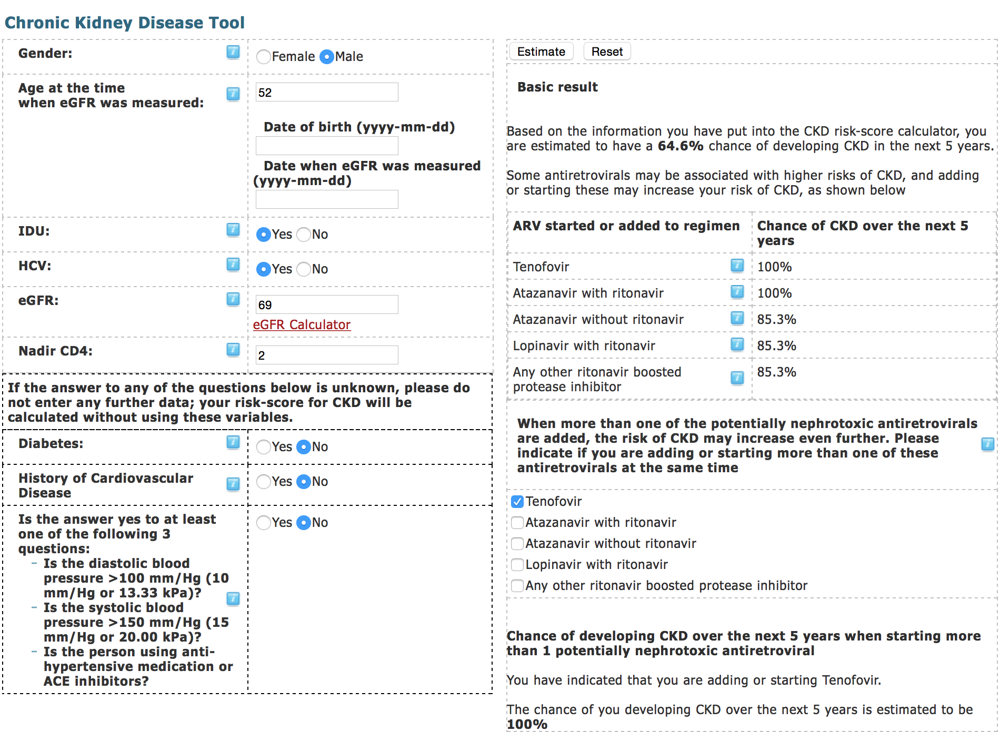 Chronic Kidney Disease Tool
Gender:
Female Male
Age at the time
when eGFR was measured:
52
Date of birth (yyyy-mm-dd)
Date when eGFR was measured
(yyyy-mm-dd)
IDU:
Yes No
HCV:
Yes No
eGFR:
69
eGFR Calculator
Nadir CD4:
2
If the answer to any of the questions below is unknown, please do
not enter any further data; your risk-score for CKD will be
calculated without using these variables.
Diabetes:
Yes No
History of Cardiovascular
Disease
Yes No
Is the answer yes to at least
one of the following 3
questions:
Yes No
– Is the diastolic blood
pressure >100 mm/Hg (10
mm/Hg or 13.33 kPa)?
– Is the systolic blood
pressure >150 mm/Hg (15
mm/Hg or 20.00 kPa)?
– Is the person using anti-
hypertensive medication or
ACE inhibitors?
Estimate Reset
Basic result
Based on the information you have put into the CKD risk-score calculator, you
are estimated to have a 64.6% chance of developing CKD in the next 5 years.
Some antiretrovirals may be associated with higher risks of CKD, and adding
or starting these may increase your risk of CKD, as shown below
ARV started or added to regimen
Chance of CKD over the next 5
years
Tenofovir
100%
Atazanavir with ritonavir
100%
Atazanavir without ritonavir
85.3%
Lopinavir with ritonavir
85.3%
Any other ritonavir boosted
protease inhibitor
85.3%
When more than one of the potentially nephrotoxic antiretrovirals
are added, the risk of CKD may increase even further. Please
indicate if you are adding or starting more than one of these
antiretrovirals at the same time
Tenofovir
Atazanavir with ritonavir
Atazanavir without ritonavir
Lopinavir with ritonavir
Any other ritonavir boosted protease inhibitor
Chance of developing CKD over the next 5 years when starting more
than 1 potentially nephrotoxic antiretroviral
You have indicated that you are adding or starting Tenofovir.
The chance of you developing CKD over the next 5 years is estimated to be
100%